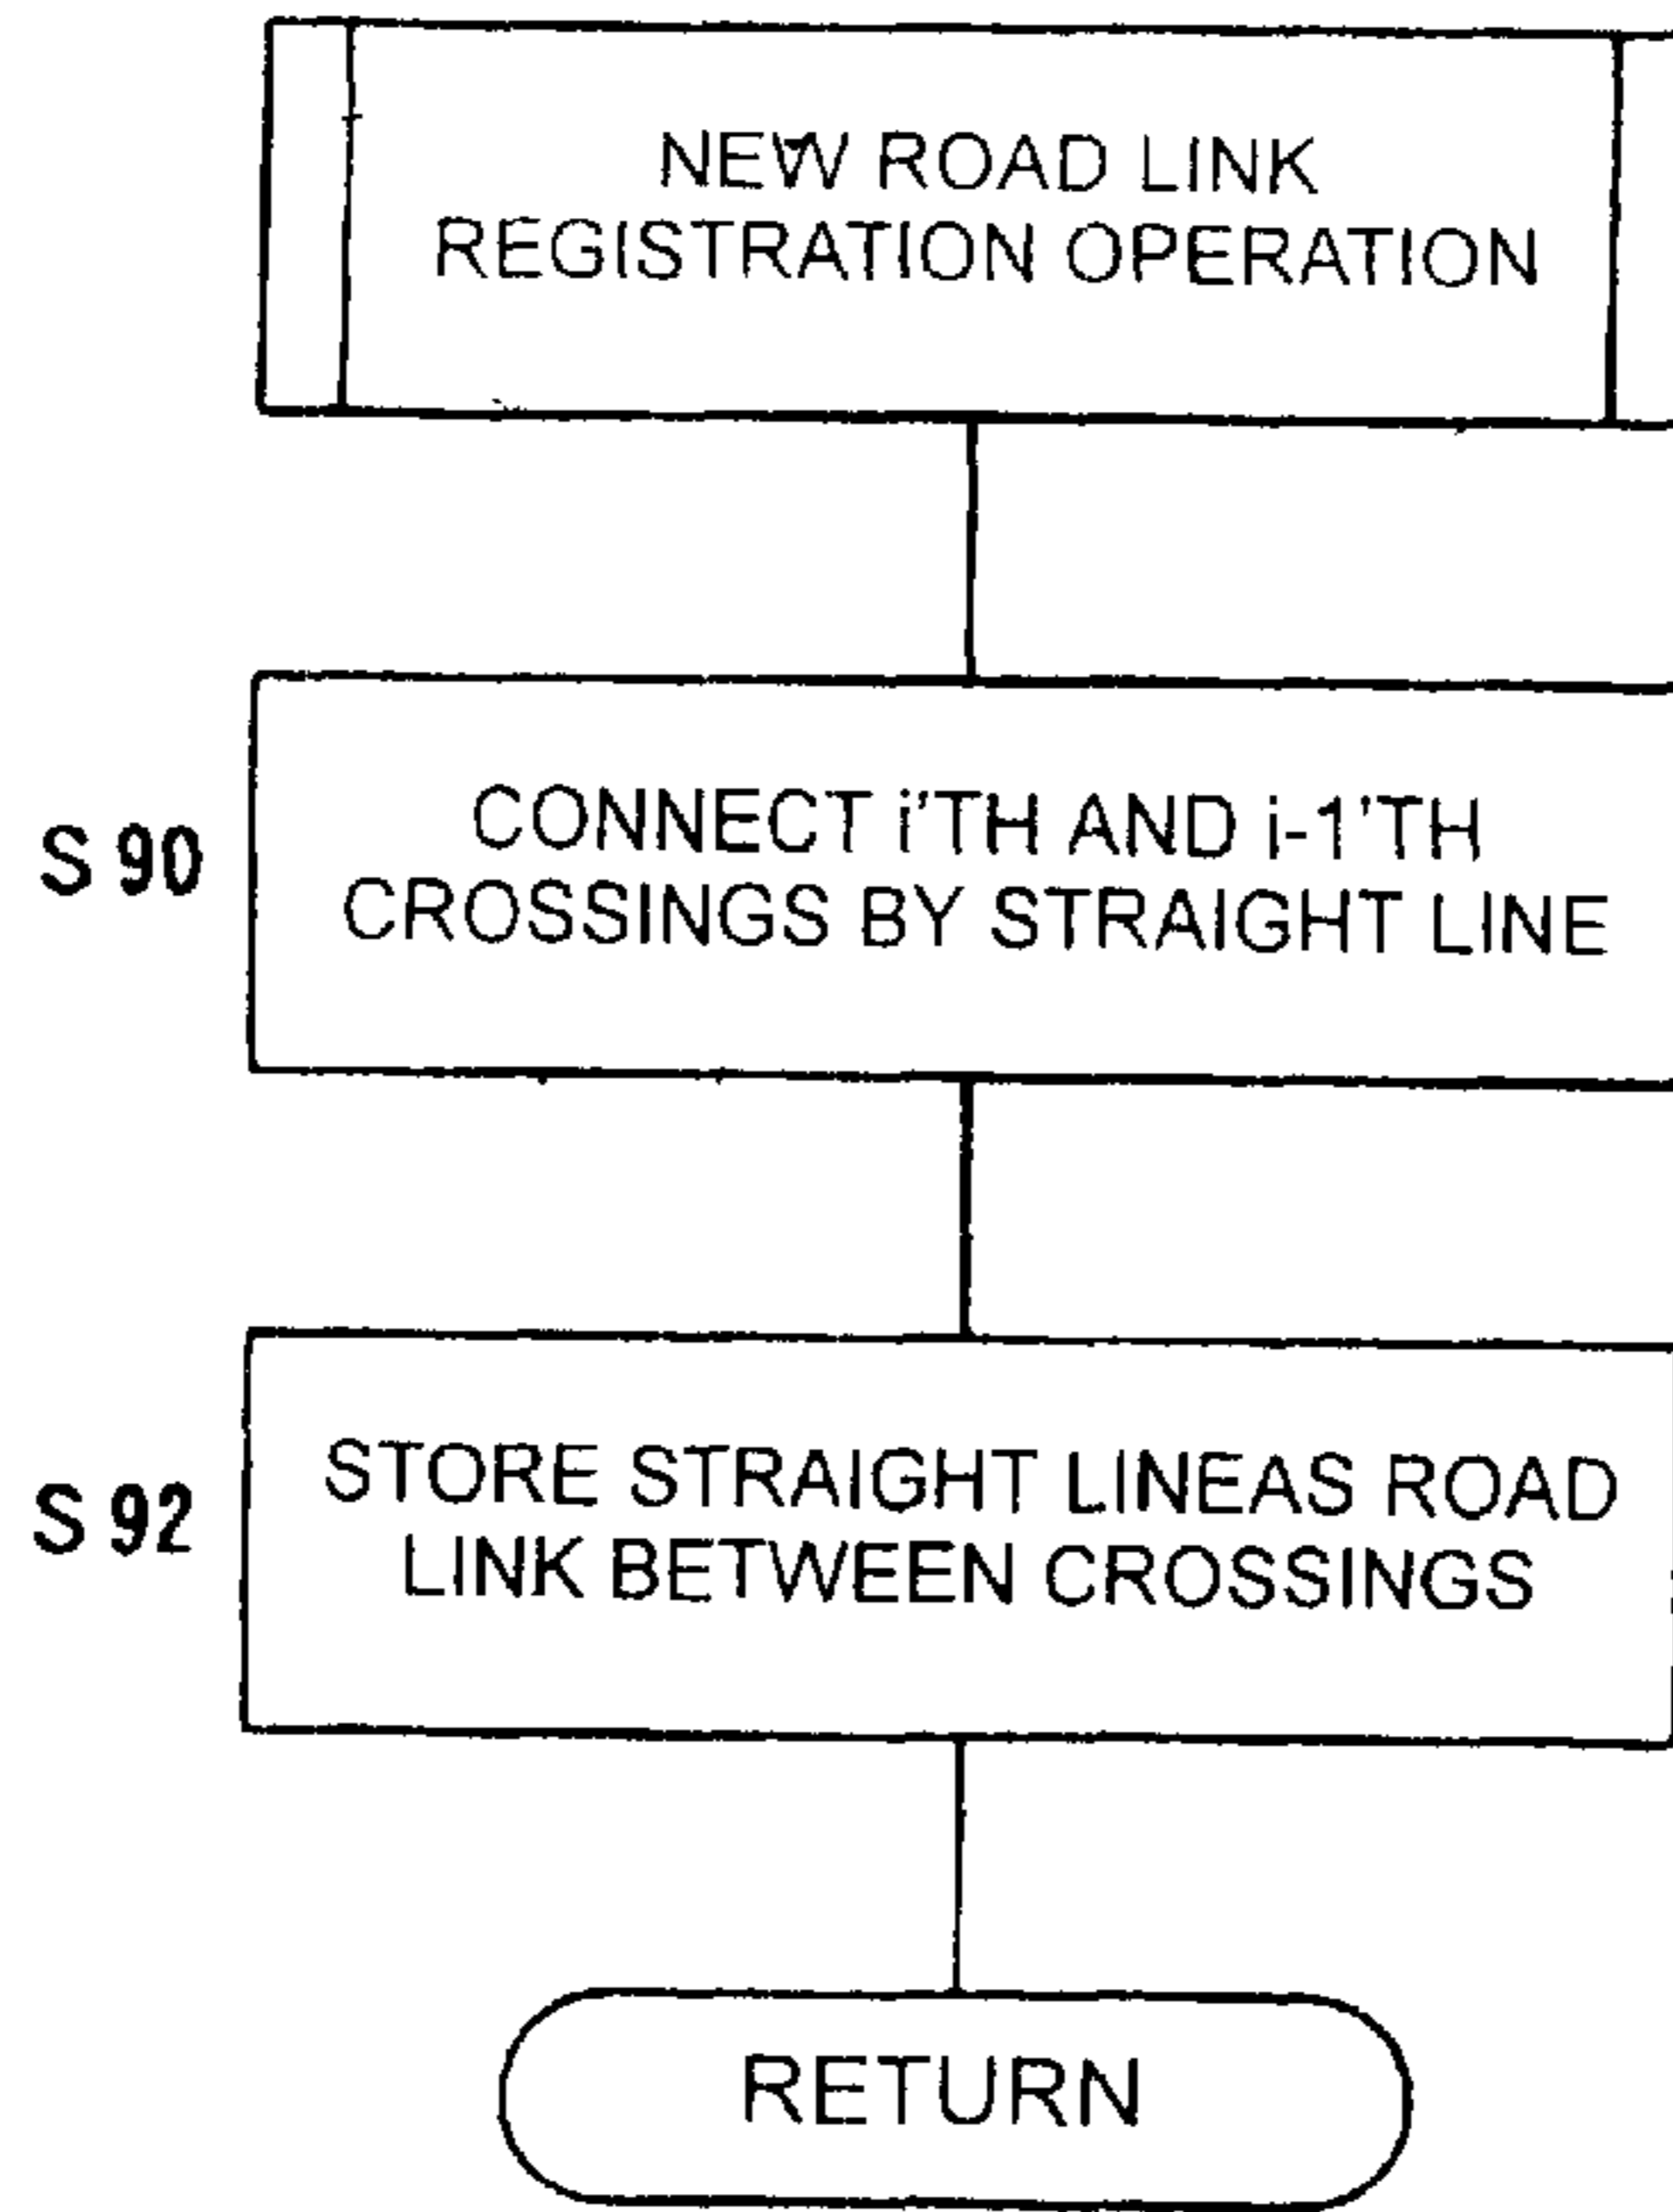 NEW ROAD LINK
REGISTRATION OPERATION
S 90
CONNECT i'TH AND i-1'TH
CROSSINGS BY STRAIGHT LINE
S 92
STORE STRAIGHT LINEAS ROAD
LINK BETWEEN CROSSINGS
RETURN